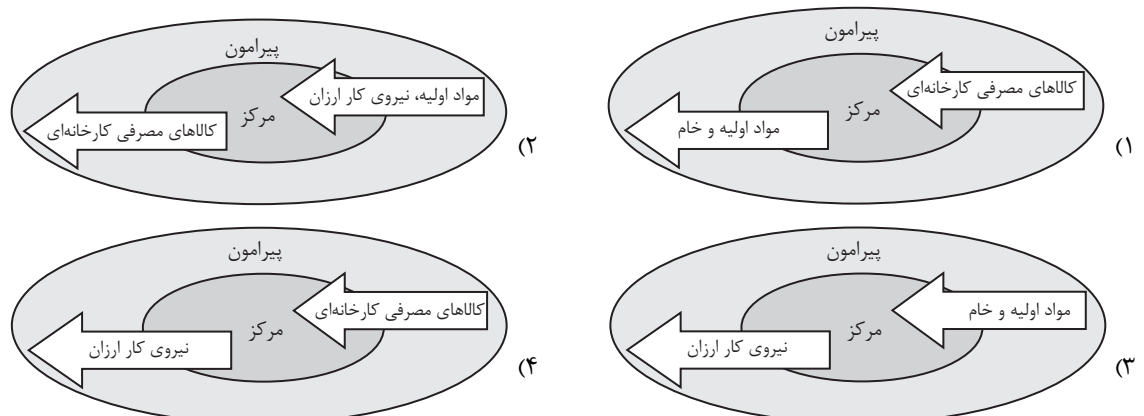 پیرامون
کالاهای مصرفی کارخانه‌ای
مرکز
مواد اولیه و خام
۱)
پیرامون
مواد اولیه، نیروی کار ارزان
مرکز
کالاهای مصرفی کارخانه‌ای
۲)
پیرامون
مواد اولیه و خام
مرکز
نیروی کار ارزان
۳)
پیرامون
کالاهای مصرفی کارخانه‌ای
مرکز
نیروی کار ارزان
۴)